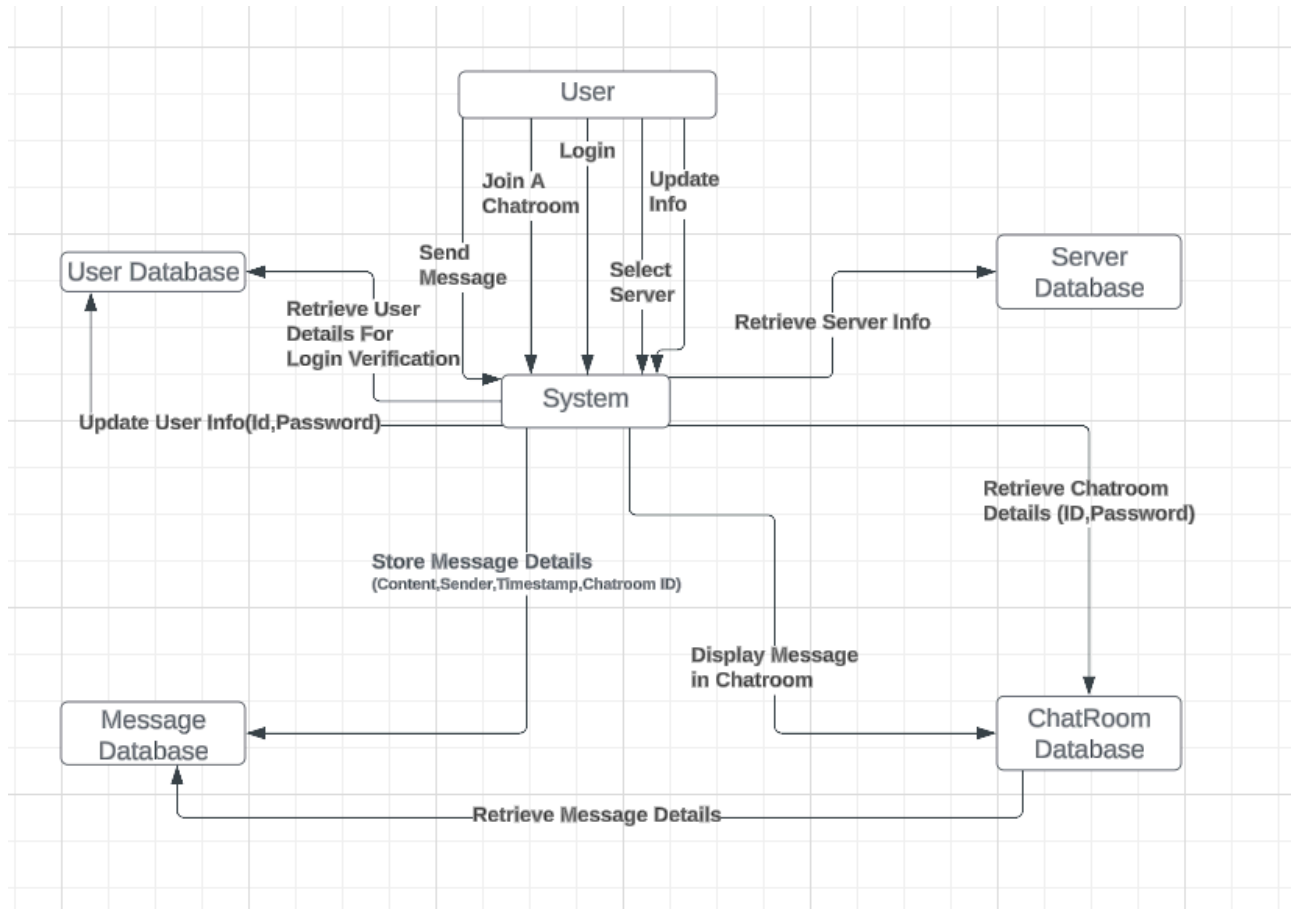 User
Login
Join A
Chatroom
Update
Info
Send
Message
Select
Server
User Database
Server
Database
Retrieve User
Details For
Login Verification
Retrieve Server Info
System
Update User Info(Id,Password)
Retrieve Chatroom
Details (ID,Password)
Store Message Details
(Content,Sender,Timestamp,Chatroom ID)
Display Message
in Chatroom
Message
Database
ChatRoom
Database
Retrieve Message Details